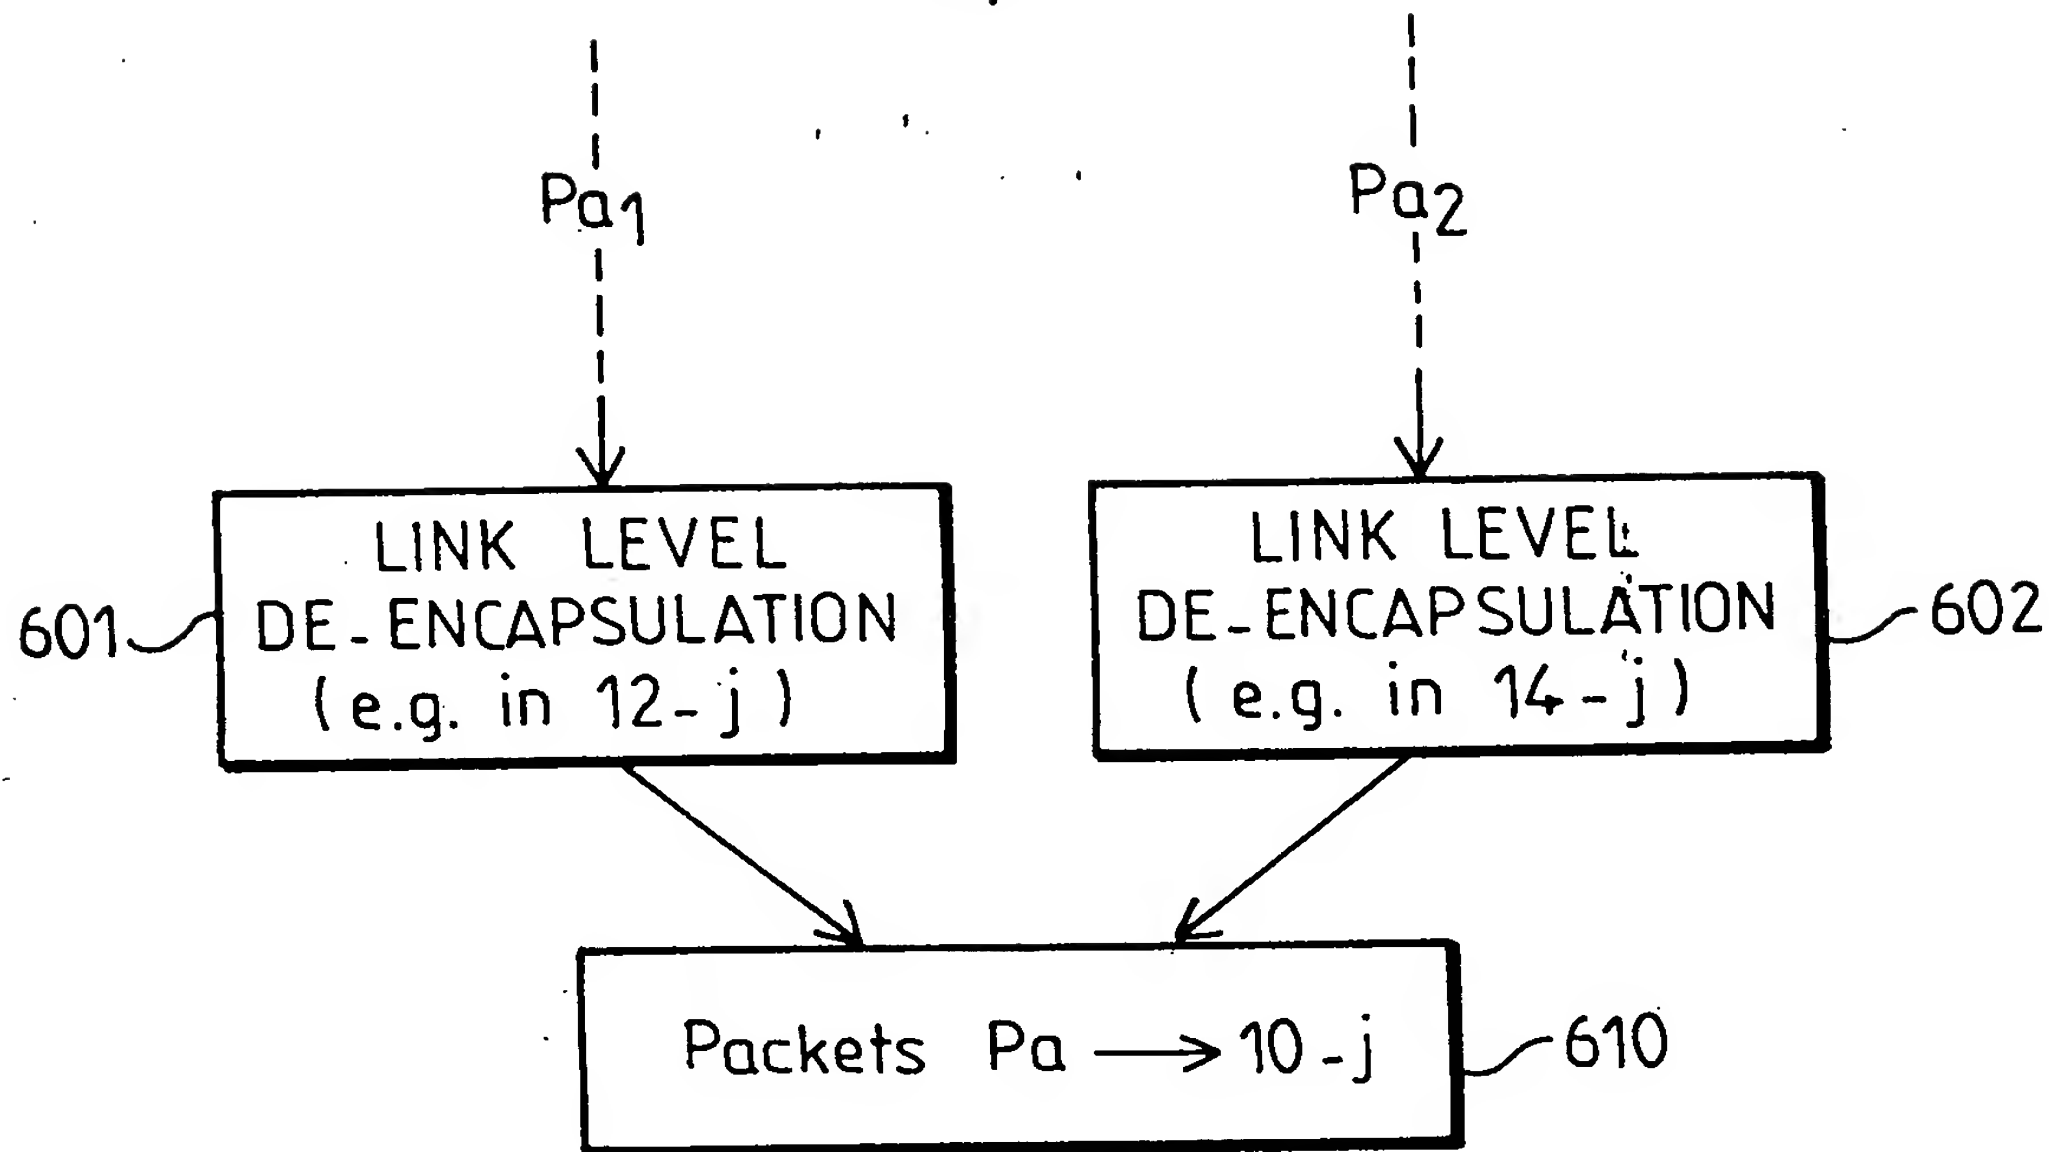 Pa1
Pa2
LINK LEVEL
DE-ENCAPSULATION
(e.g. in 12-j)
601
LINK LEVEL
DE-ENCAPSULATION
(e.g. in 14-j)
602
Packets Pa → 10-j
610